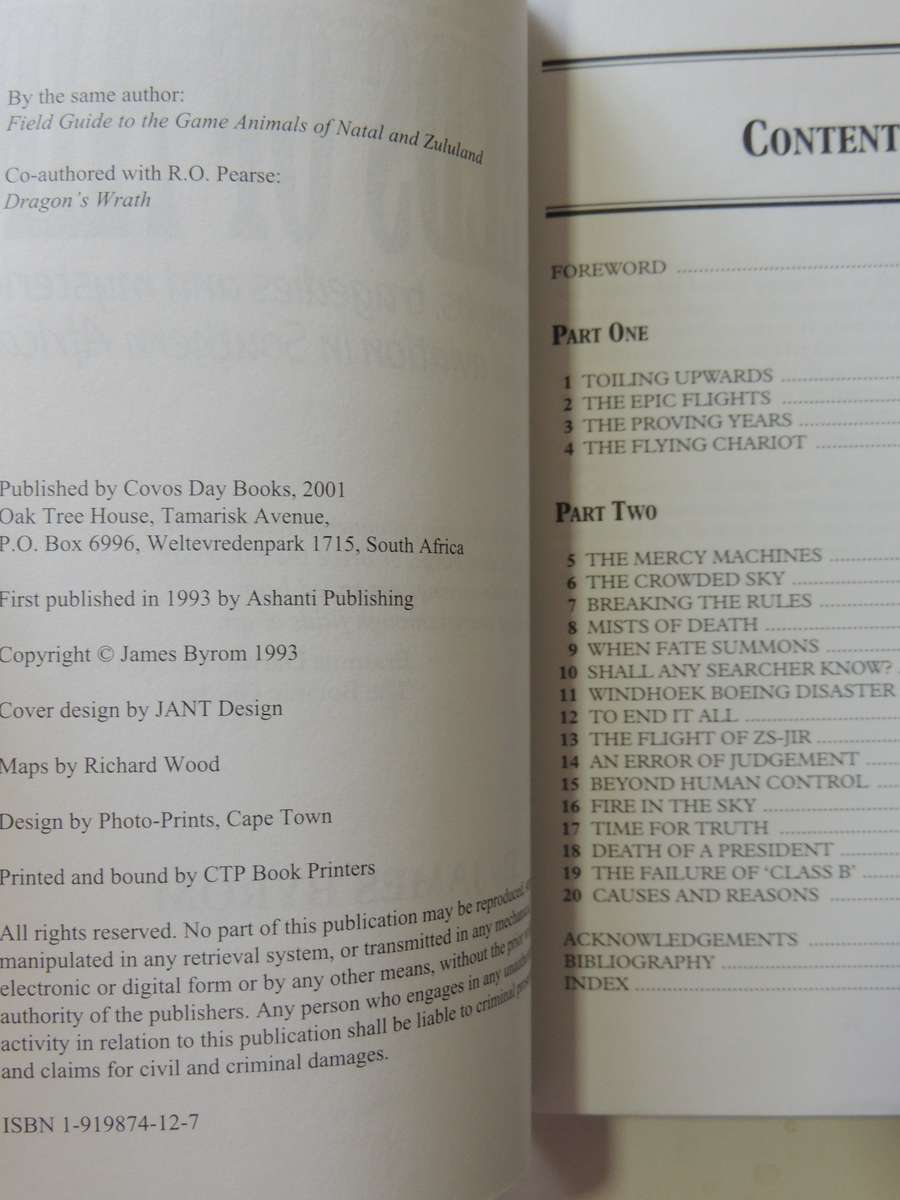 By the same author:
Field Guide to the Game Animals of Natal and Zululand
Co-authored with R.O. Pearse:
Dragon's Wrath
Published by Covos Day Books, 2001
Oak Tree House, Tamarisk Avenue,
P.O. Box 6996, Weltevredenpark 1715, South Africa
First published in 1993 by Ashanti Publishing
Copyright © James Byrom 1993
Cover design by JANT Design
Maps by Richard Wood
Design by Photo-Prints, Cape Town
Printed and bound by CTP Book Printers
All rights reserved. No part of this publication may be reproduced,
manipulated in any retrieval system, or transmitted in any mechanical,
electronic or digital form or by any other means, without the
authority of the publishers. Any person who engages in any
activity in relation to this publication shall be liable to criminal
and claims for civil and criminal damages.
ISBN 1-919874-12-7
CONTENT
FOREWORD
PART ONE
1 TOILING UPWARDS
2 THE EPIC FLIGHTS
3 THE PROVING YEARS
4 THE FLYING CHARIOT
PART TWO
5 THE MERCY MACHINES
6 THE CROWDED SKY
7 BREAKING THE RULES
8 MISTS OF DEATH
9 WHEN FATE SUMMONS
10 SHALL ANY SEARCHER KNOW?
11 WINDHOEK BOEING DISASTER
12 TO END IT ALL
13 THE FLIGHT OF ZS-JIR
14 AN ERROR OF JUDGEMENT
15 BEYOND HUMAN CONTROL
16 FIRE IN THE SKY
17 TIME FOR TRUTH
18 DEATH OF A PRESIDENT
19 THE FAILURE OF 'CLASS B'
20 CAUSES AND REASONS
ACKNOWLEDGEMENTS
BIBLIOGRAPHY
INDEX